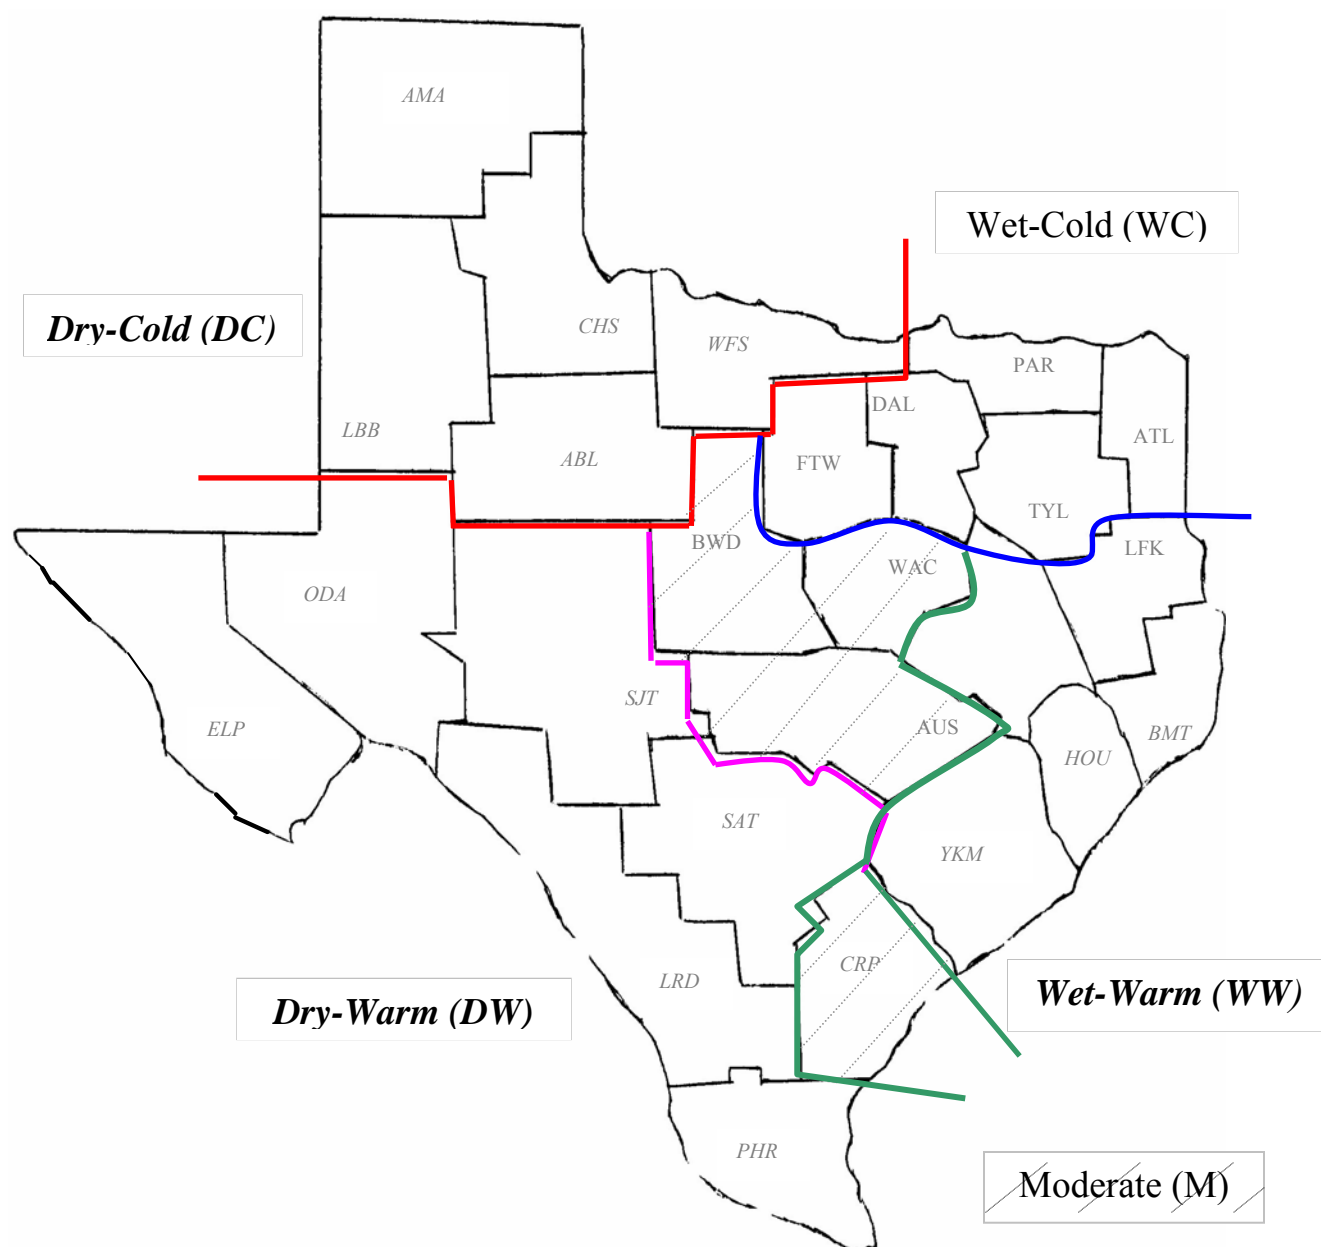 AMA
Wet-Cold (WC)
Dry-Cold (DC)
CHS
WFS
PAR
DAL
LBB
ABL
FTW
ATL
TYL
BWD
LFK
WAC
ODA
SJT
ELP
AUS
BMT
HOU
SAT
YKM
CRP
LRD
Wet-Warm (WW)
Dry-Warm (DW)
PHR
Moderate (M)